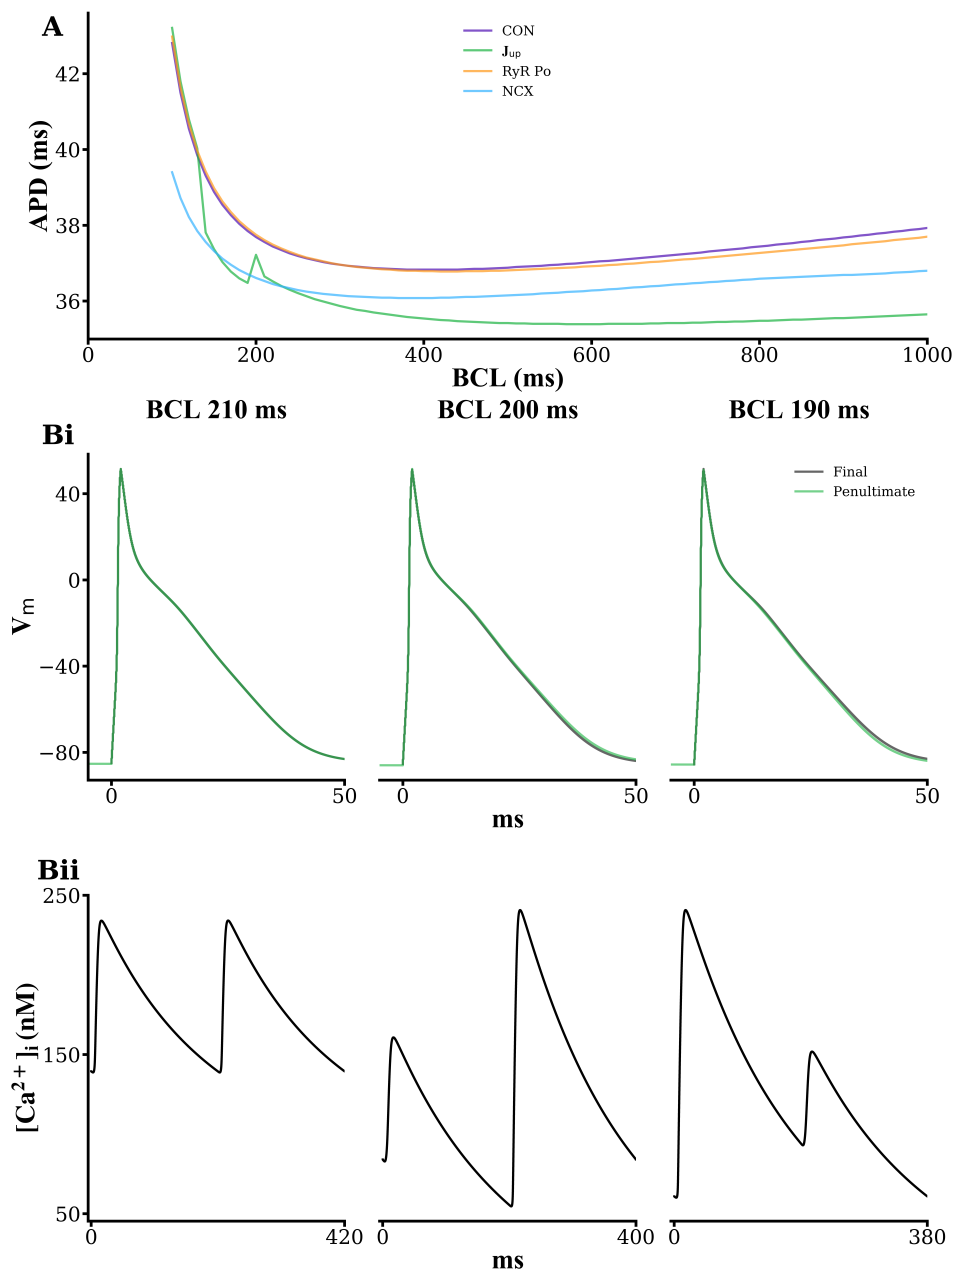 A
CON
Jup
RyR Po
NCX
APD (ms)
42
40
38
36
0 200 400 600 800 1000
BCL (ms)
BCL 210 ms BCL 200 ms BCL 190 ms
Bi
Final
Penultimate
Vm
40
0
−40
−80
0 50 0 50 0 50
ms
Bii
[Ca2+]i (nM)
250
150
50
0 420 0 400 0 380
ms